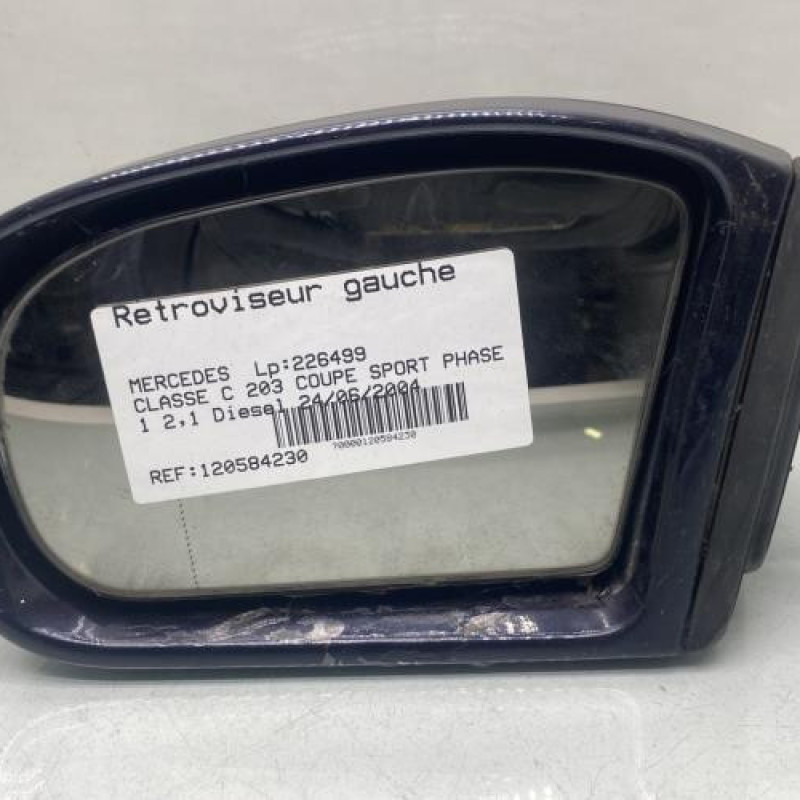 Retroviseur gauche
MERCEDES Lp:226499
CLASSE C 203 COUPE SPORT PHASE
1 2,1 Diesel 24/06/2004
70000120584230
REF:120584230